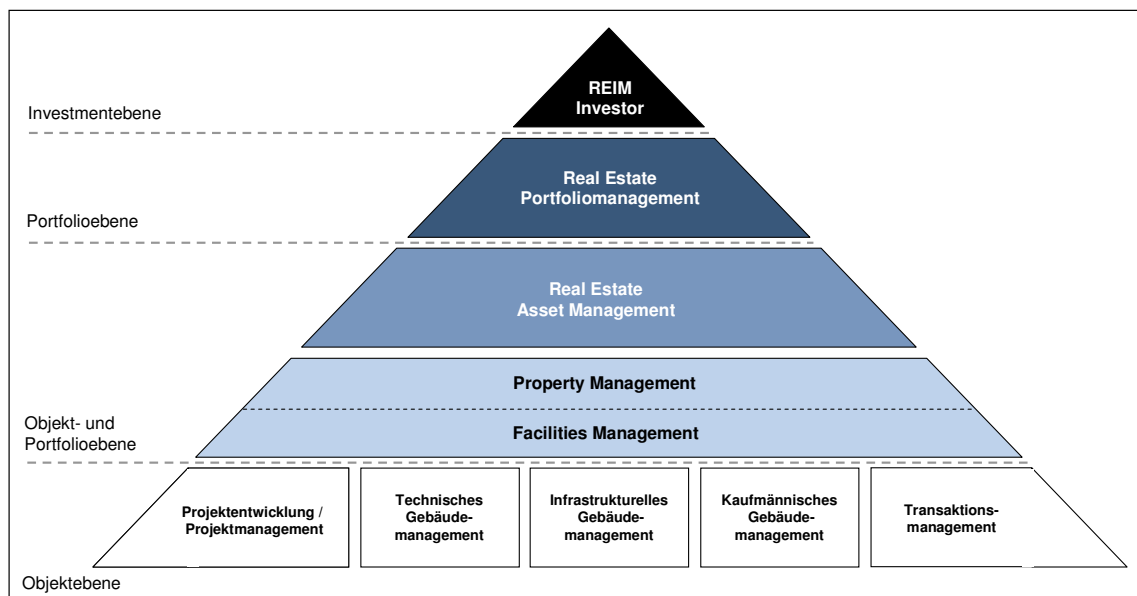 REIM
Investor
Investmentebene
Real Estate
Portfoliomanagement
Portfolioebene
Real Estate
Asset Management
Property Management
Facilities Management
Objekt- und
Portfolioebene
Projektentwicklung /
Projektmanagement
Technisches
Gebäude-
management
Infrastrukturelles
Gebäude-
management
Kaufmännisches
Gebäude-
management
Transaktions-
management
Objektebene